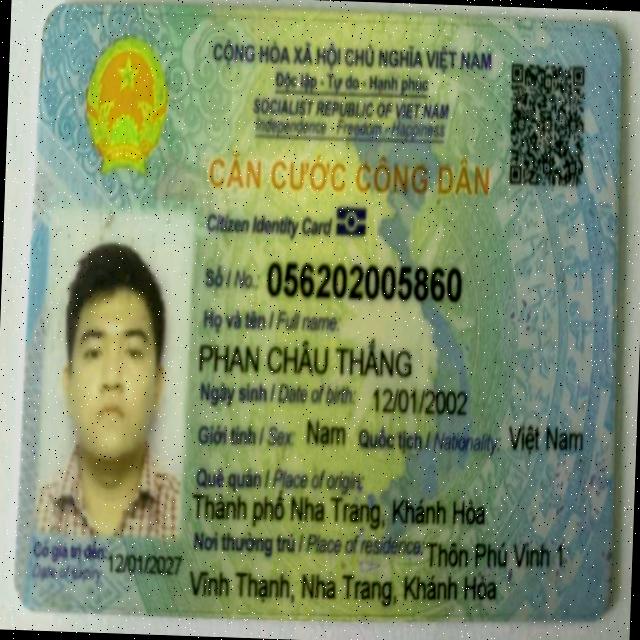 CỘNG HÒA XÃ HỘI CHỦ NGHĨA VIỆT NAM
Độc lập - Tự do - Hạnh phúc
SOCIALIST REPUBLIC OF VIET NAM
Independence - Freedom - Happiness
CĂN CƯỚC CÔNG DÂN
Citizen Identity Card
Số / No.: 056202005860
Họ và tên / Full name:
PHAN CHÂU THẮNG
Ngày sinh / Date of birth: 12/01/2002
Giới tính / Sex: Nam Quốc tịch / Nationality: Việt Nam
Quê quán / Place of origin:
Thành phố Nha Trang, Khánh Hòa
Nơi thường trú / Place of residence: Thôn Phú Vinh 1
Vĩnh Thạnh, Nha Trang, Khánh Hòa
Có giá trị đến: 12/01/2027
Date of expiry